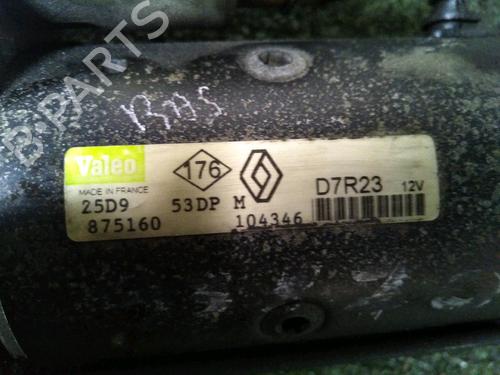 B PARTS
Valeo
176
D7R23
12V
MADE IN FRANCE
25D9
53DP M
875160
104346